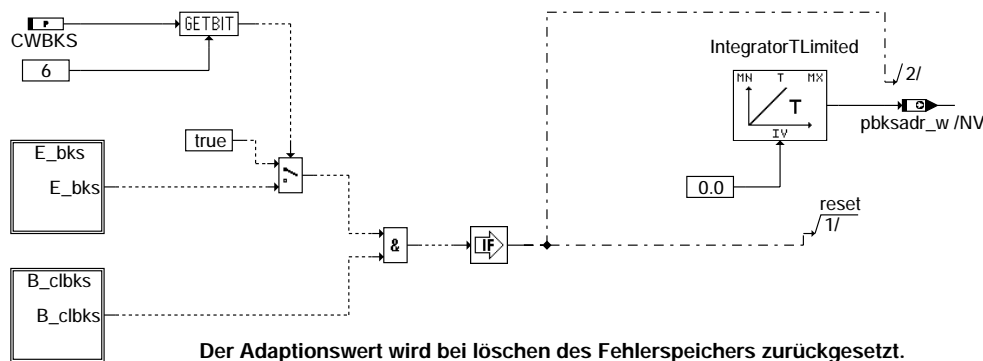 P
GETBIT
CWBKS
6
IntegratorTLimited
MN T MX
T
IV
2/
pbksadr_w /NV
true
E_bks
E_bks
0.0
reset
1/
&
IF
B_clbks
B_clbks
Der Adaptionswert wird bei löschen des Fehlerspeichers zurückgesetzt.